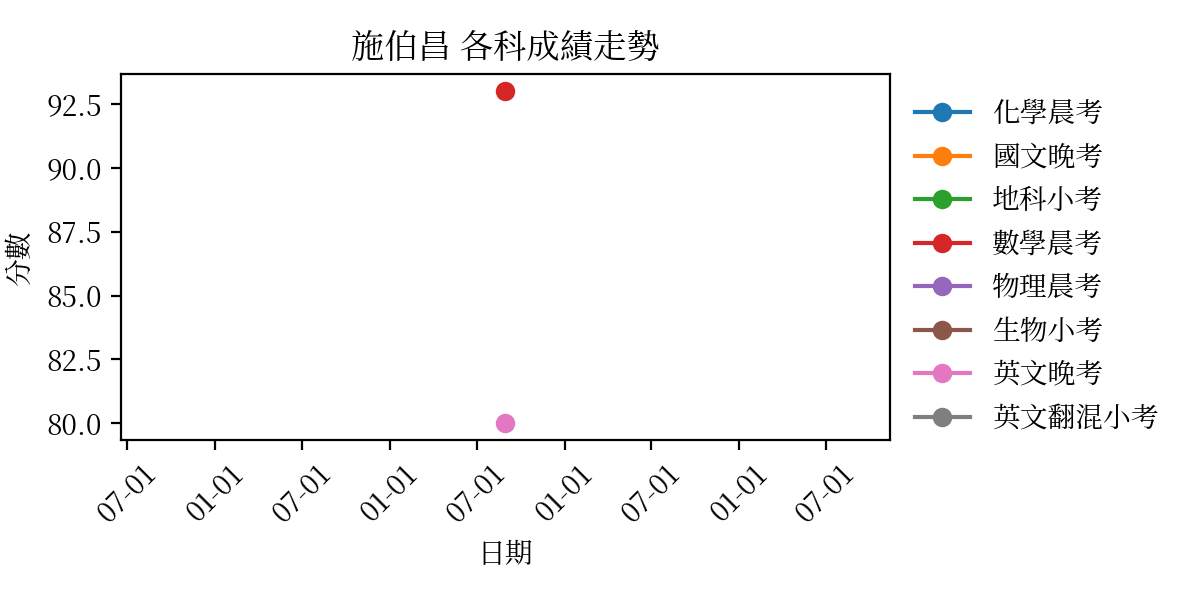 施伯昌 各科成績走勢
分數
92.5
90.0
87.5
85.0
82.5
80.0
07-01
01-01
07-01
01-01
07-01
01-01
07-01
01-01
07-01
日期
化學晨考
國文晚考
地科小考
數學晨考
物理晨考
生物小考
英文晚考
英文翻混小考